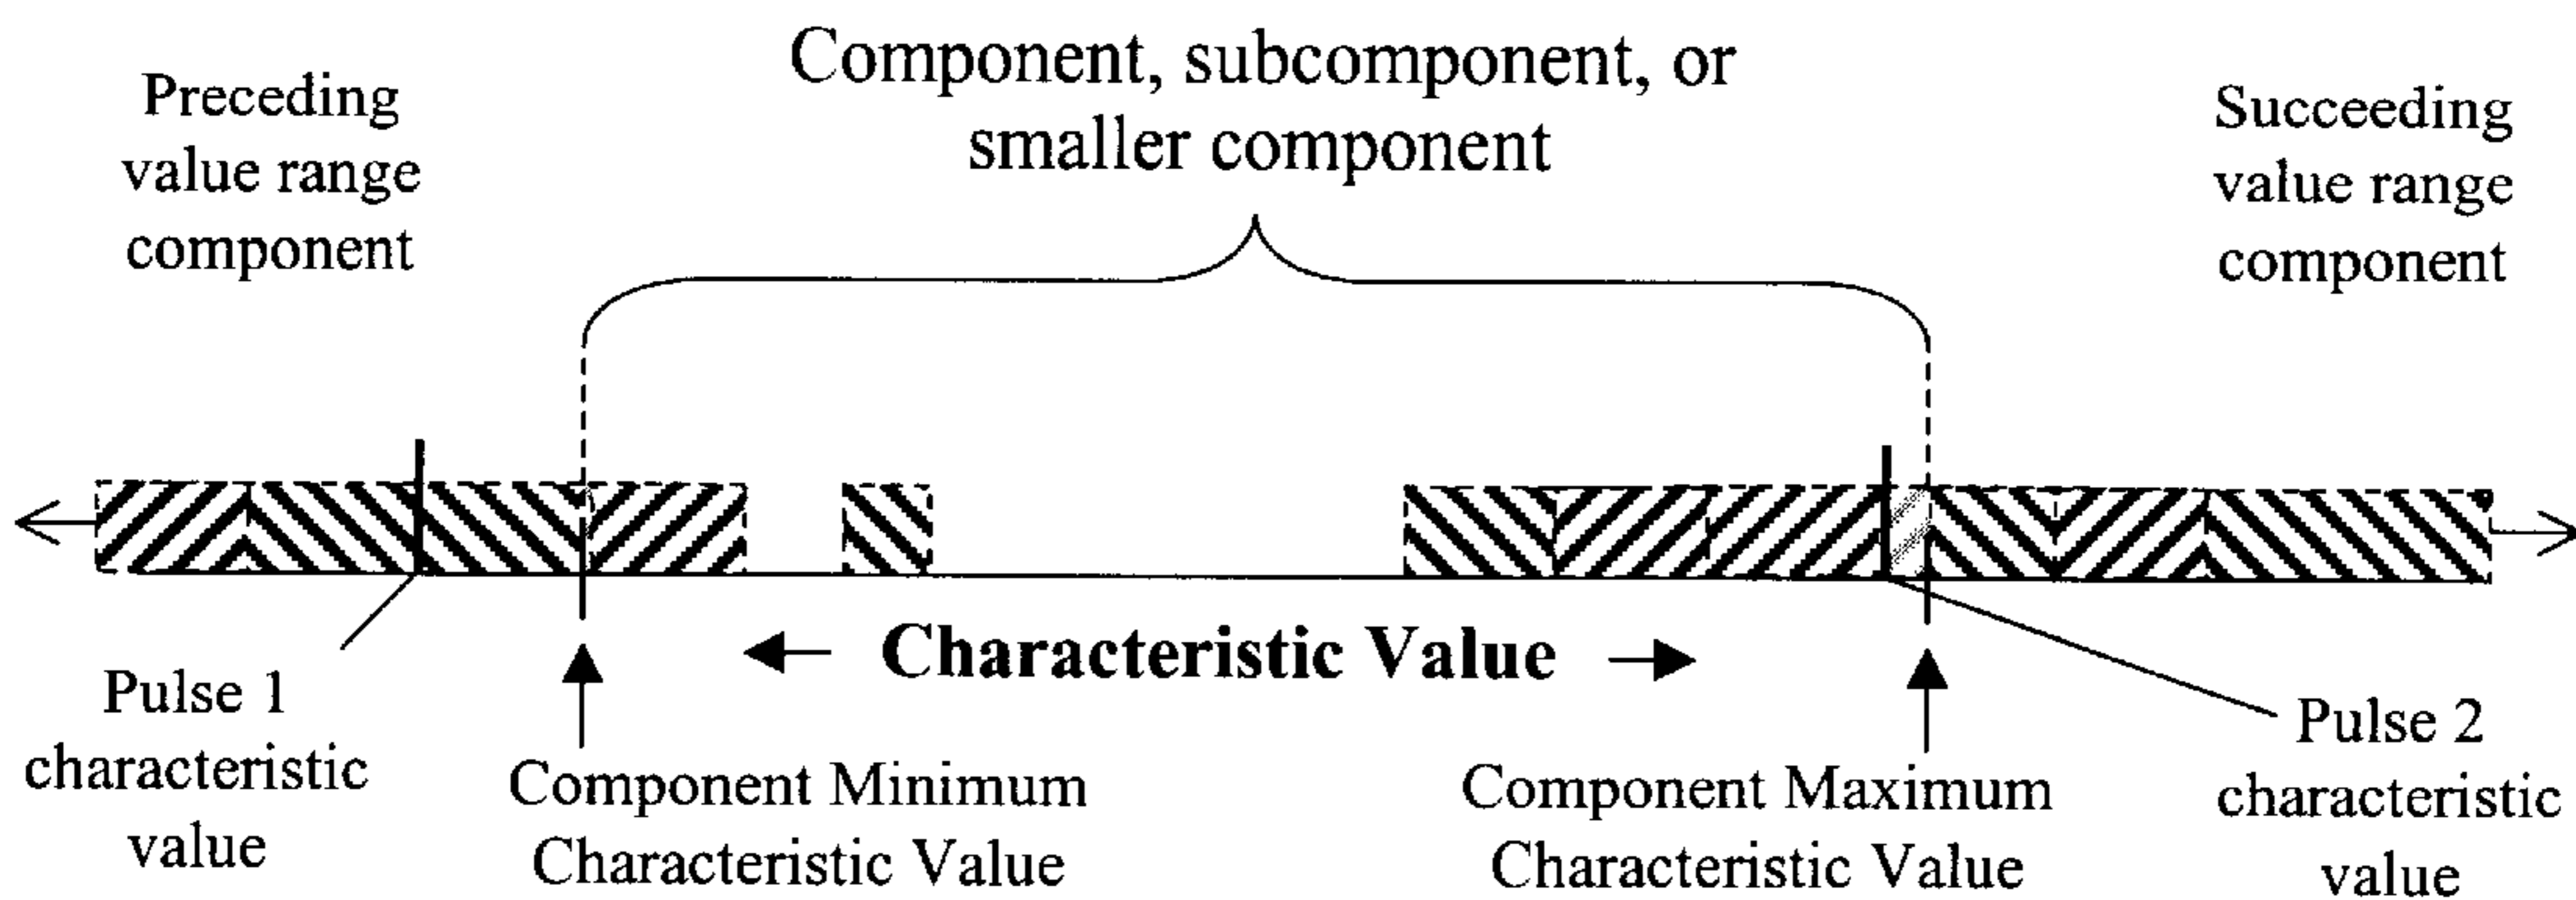 Preceding
value range
component
Component, subcomponent, or
smaller component
Succeeding
value range
component
Characteristic Value
Pulse 1
characteristic
value
Component Minimum
Characteristic Value
Component Maximum
Characteristic Value
Pulse 2
characteristic
value